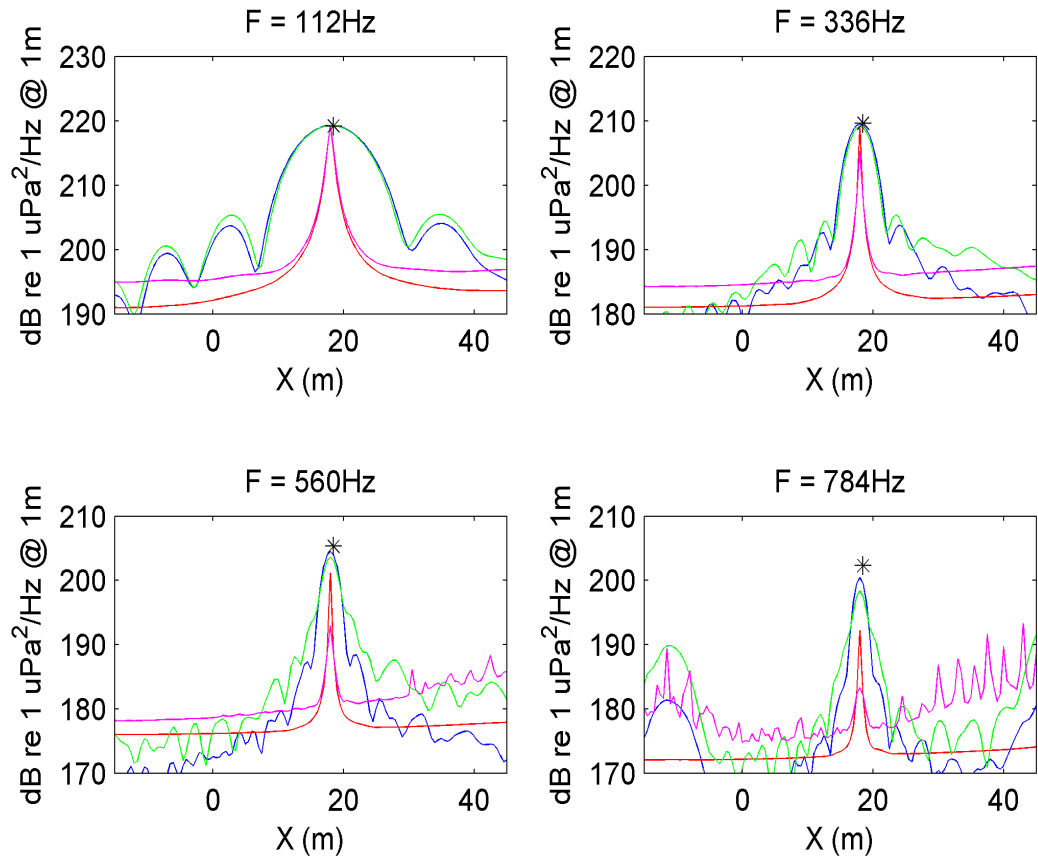 F = 112Hz
dB re 1 uPa²/Hz @ 1m
230
220
210
200
190
0
20
40
X (m)
F = 336Hz
dB re 1 uPa²/Hz @ 1m
220
210
200
190
180
0
20
40
X (m)
F = 560Hz
dB re 1 uPa²/Hz @ 1m
210
200
190
180
170
0
20
40
X (m)
F = 784Hz
dB re 1 uPa²/Hz @ 1m
210
200
190
180
170
0
20
40
X (m)